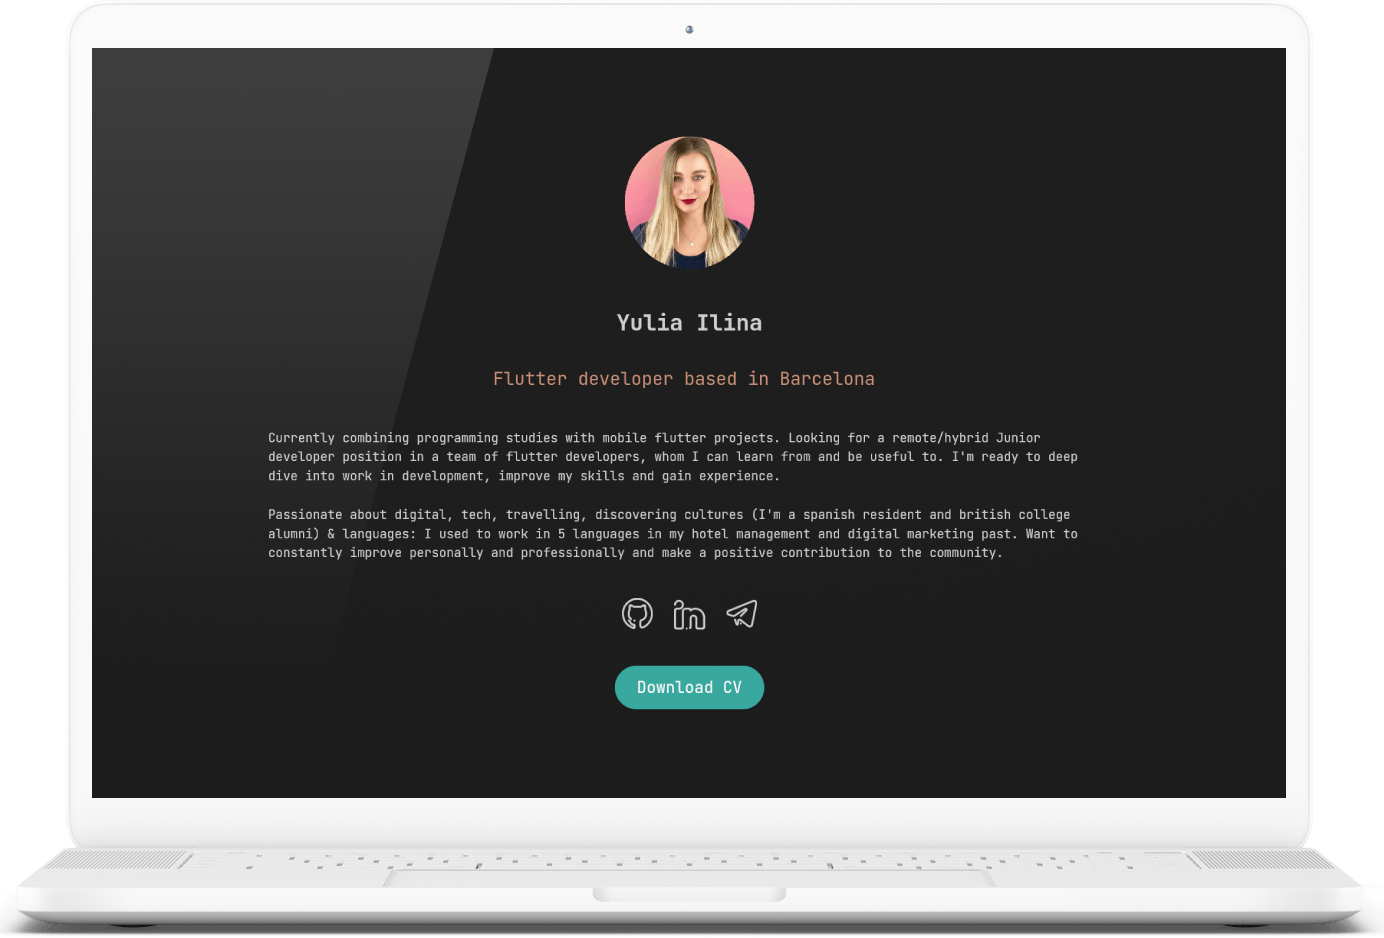 Yulia Ilina
Flutter developer based in Barcelona
Currently combining programming studies with mobile flutter projects. Looking for a remote/hybrid Junior
developer position in a team of flutter developers, whom I can learn from and be useful to. I'm ready to deep
dive into work in development, improve my skills and gain experience.
Passionate about digital, tech, travelling, discovering cultures (I'm a spanish resident and british college
alumni) & languages: I used to work in 5 languages in my hotel management and digital marketing past. Want to
constantly improve personally and professionally and make a positive contribution to the community.
in
Download CV